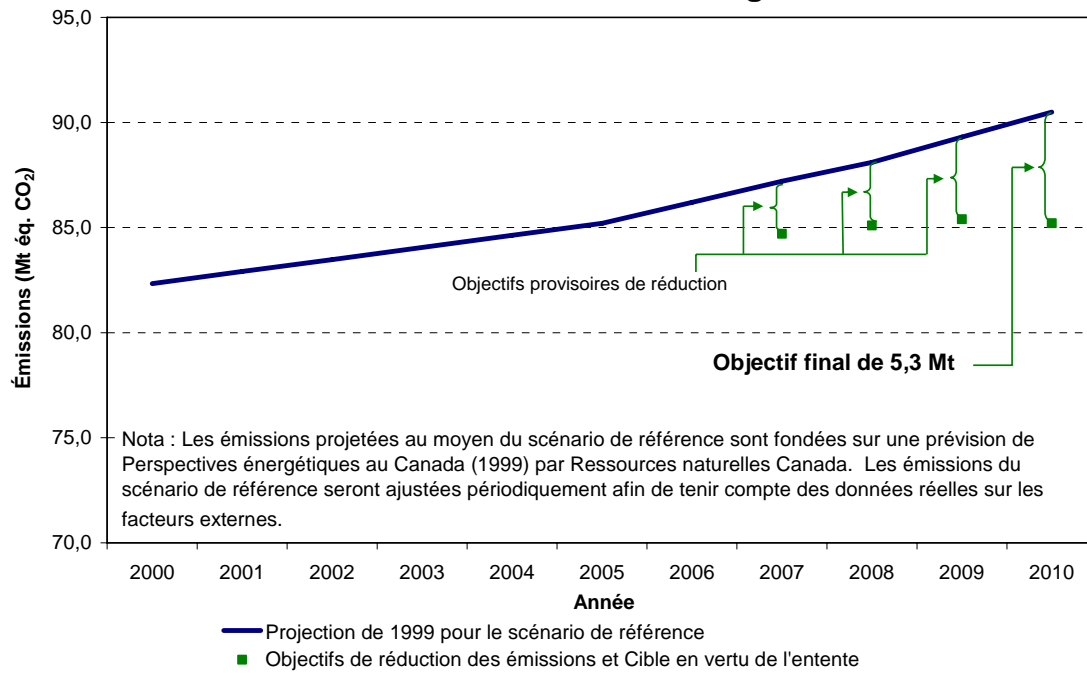 95,0
90,0
85,0
80,0
75,0
70,0
Émissions (Mt éq. CO₂)
Objectifs provisoires de réduction
Objectif final de 5,3 Mt
Nota : Les émissions projetées au moyen du scénario de référence sont fondées sur une prévision de
Perspectives énergétiques au Canada (1999) par Ressources naturelles Canada. Les émissions du
scénario de référence seront ajustées périodiquement afin de tenir compte des données réelles sur les
facteurs externes.
2000 2001 2002 2003 2004 2005 2006 2007 2008 2009 2010
Année
Projection de 1999 pour le scénario de référence
Objectifs de réduction des émissions et Cible en vertu de l'entente